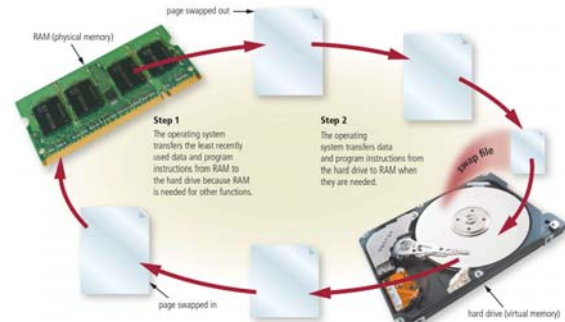 page swapped out
RAM (physical memory)
Step 1
The operating system
transfers the least recently
used data and program
instructions from RAM to
the hard drive because RAM
is needed for other functions.
Step 2
The operating
system transfers data
and program instructions from
the hard drive to RAM when
they are needed.
swap file
page swapped in
hard drive (virtual memory)